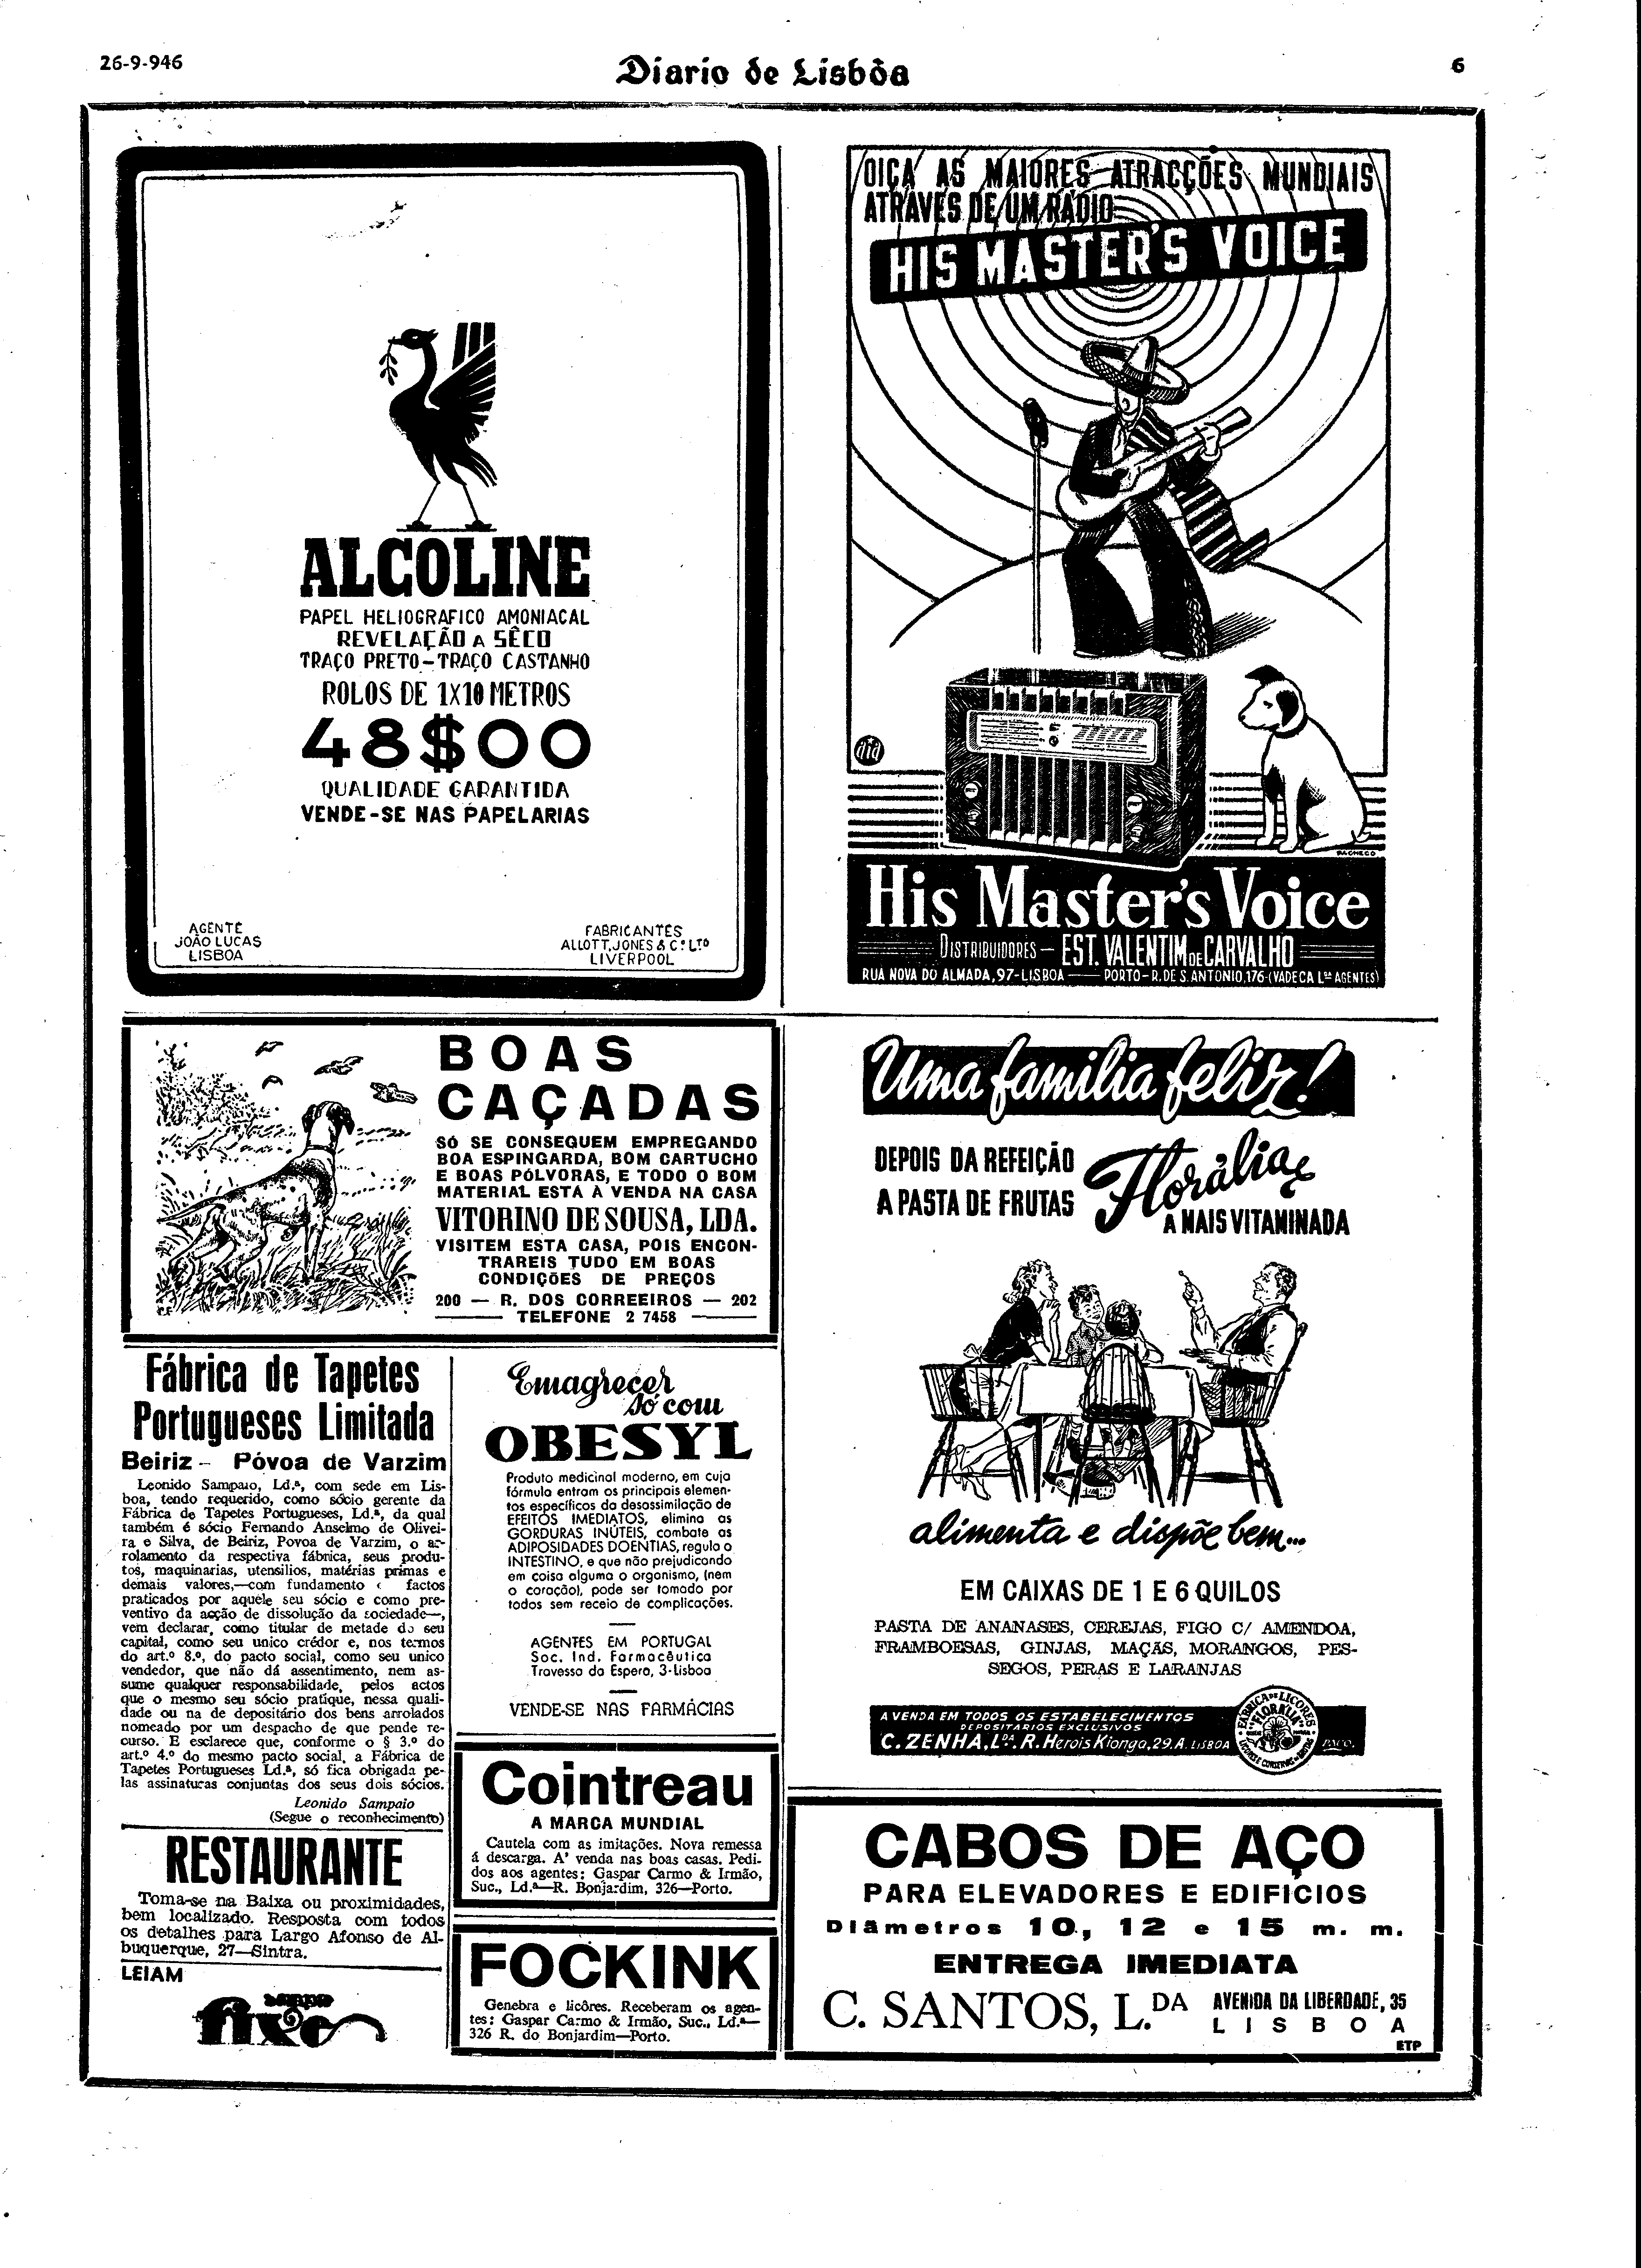 26-9-946
Diario de Lisbôa
6
ALCOLINE
PAPEL HELIOGRAFICO AMONIACAL
REVELAÇÃO A SÊCO
TRAÇO PRETO-TRAÇO CASTANHO
ROLOS DE 1X10 METROS
48$00
QUALIDADE GARANTIDA
VENDE-SE NAS PAPELARIAS
AGENTE
JOÃO LUCAS
LISBOA
FABRICANTES
ALLOTT, JONES & Cº LTD
LIVERPOOL
OIÇA AS MAIORES ATRACÇÕES MUNDIAIS
ATRAVÉS DE UM RÁDIO
HIS MASTER'S VOICE
PACHECO
His Master's Voice
DISTRIBUIDORES - EST. VALENTIM DE CARVALHO
RUA NOVA DO ALMADA, 97-LISBOA — PORTO-R. DE S. ANTONIO, 176-(VADECA Lda AGENTES)
BOAS
CAÇADAS
SÓ SE CONSEGUEM EMPREGANDO
BOA ESPINGARDA, BOM CARTUCHO
E BOAS PÓLVORAS, E TODO O BOM
MATERIAL ESTÁ À VENDA NA CASA
VITORINO DE SOUSA, LDA.
VISITEM ESTA CASA, POIS ENCON-
TRAREIS TUDO EM BOAS
CONDIÇÕES DE PREÇOS
200 — R. DOS CORREEIROS — 202
TELEFONE 2 7458
Fábrica de Tapetes
Portugueses Limitada
Beiriz - Póvoa de Varzim
Leonido Sampaio, Ld.ª, com sede em Lis-
boa, tendo requerido, como sócio gerente da
Fábrica de Tapetes Portugueses, Ld.ª, da qual
também é sócio Fernando Anselmo de Olivei-
ra e Silva, de Beiriz, Povoa de Varzim, o ar-
rolamento da respectiva fábrica, seus produ-
tos, maquinarias, utensilios, matérias primas e
demais valores,—com fundamento factos
praticados por aquele seu sócio e como pre-
ventivo da acção de dissolução da sociedade—,
vem declarar, como titular de metade do seu
capital, como seu unico crédor e, nos termos
do art.º 8.º, do pacto social, como seu unico
vendedor, que não dá assentimento, nem as-
sume qualquer responsabilidade, pelos actos
que o mesmo seu sócio pratique, nessa quali-
dade ou na de depositário dos bens arrolados
nomeado por um despacho de que pende re-
curso. E esclarece que, conforme o § 3.º do
art.º 4.º do mesmo pacto social, a Fábrica de
Tapetes Portugueses Ld.ª, só fica obrigada pe-
las assinaturas conjuntas dos seus dois sócios.
Leonido Sampaio
(Segue o reconhecimento)
RESTAURANTE
Toma-se na Baixa ou proximidades,
bem localizado. Resposta com todos
os detalhes para Largo Afonso de Al-
buquerque, 27—Sintra.
LEIAM
sempre
fixe
Emagrecer
só com
OBESYL
Produto medicinal moderno, em cuja
fórmula entram os principais elemen-
tos específicos da desassimilação de
EFEITOS IMEDIATOS, elimina as
GORDURAS INÚTEIS, combate as
ADIPOSIDADES DOENTIAS, regula o
INTESTINO, e que não prejudicando
em coisa alguma o organismo, (nem
o coração), pode ser tomado por
todos sem receio de complicações.
AGENTES EM PORTUGAL
Soc. Ind. Farmacêutica
Travessa da Espera, 3-Lisboa
VENDE-SE NAS FARMÁCIAS
Cointreau
A MARCA MUNDIAL
Cautela com as imitações. Nova remessa
á descarga. A' venda nas boas casas. Pedi-
dos aos agentes: Gaspar Carmo & Irmão,
Suc., Ld.ª—R. Bonjardim, 326—Porto.
FOCKINK
Genebra e licôres. Receberam os agen-
tes: Gaspar Carmo & Irmão, Suc., Ld.ª—
326 R. do Bonjardim—Porto.
Uma familia feliz!
DEPOIS DA REFEIÇÃO
A PASTA DE FRUTAS
Florália
A MAIS VITAMINADA
alimenta e dispõe bem...
EM CAIXAS DE 1 E 6 QUILOS
PASTA DE ANANASES, CEREJAS, FIGO C/ AMENDOA,
FRAMBOESAS, GINJAS, MAÇÃS, MORANGOS, PES-
SEGOS, PERAS E LARANJAS
A VENDA EM TODOS OS ESTABELECIMENTOS
DEPOSITARIOS EXCLUSIVOS
C. ZENHA, LDA. R. Herois Kionga, 29.A. LISBOA
FÁBRICA DE LICORES
"FLORÁLIA"
CABOS DE AÇO
PARA ELEVADORES E EDIFICIOS
Diâmetros 10, 12 e 15 m. m.
ENTREGA IMEDIATA
C. SANTOS, L.DA
AVENIDA DA LIBERDADE, 35
LISBOA
ETP